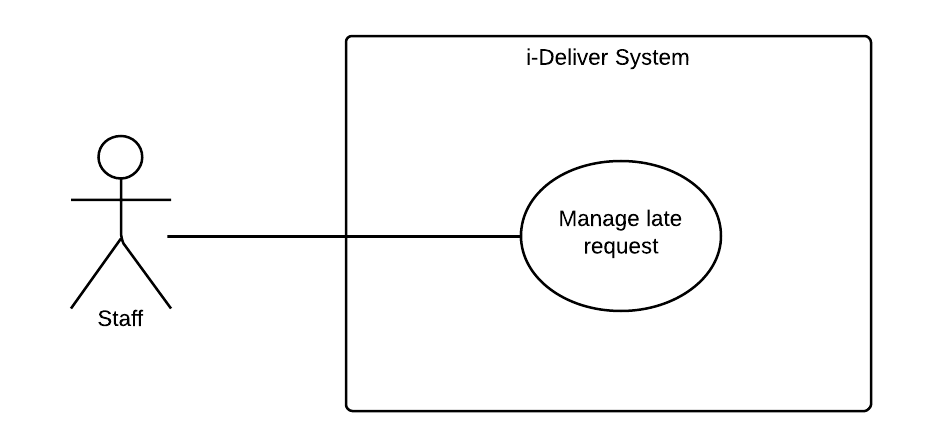 i-Deliver System
Manage late
request
Staff